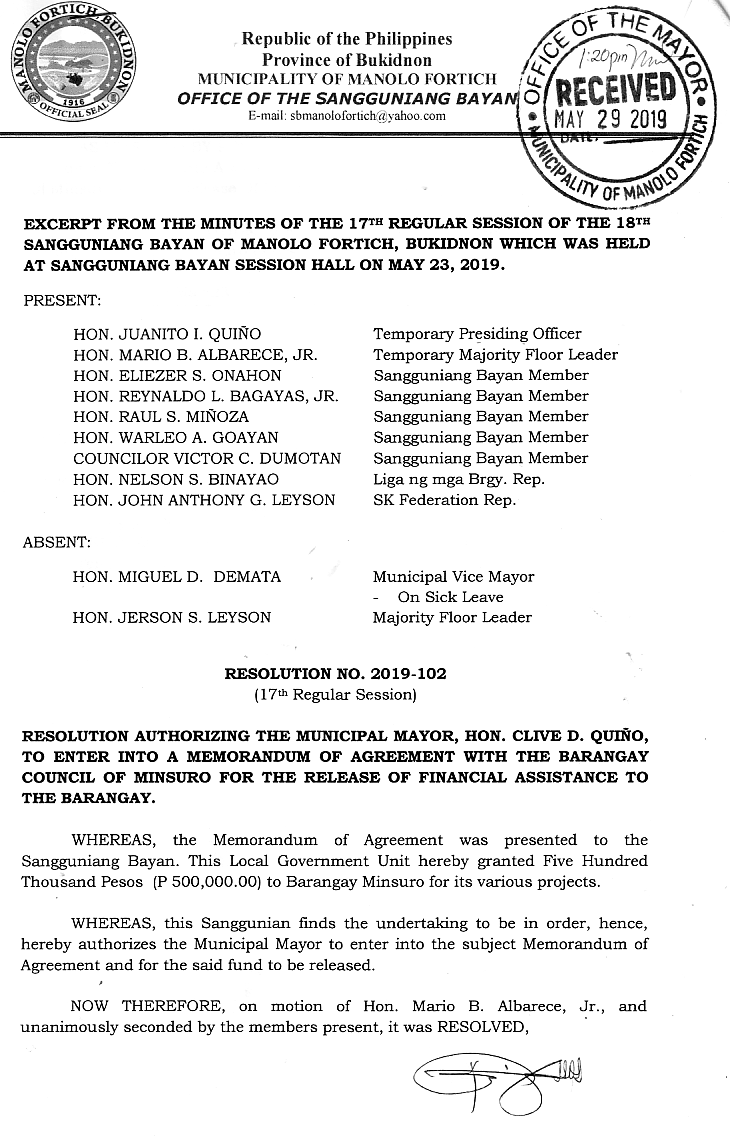 MANOLO FORTICH, BUKIDNON
1916
OFFICIAL SEAL
Republic of the Philippines
Province of Bukidnon
MUNICIPALITY OF MANOLO FORTICH
OFFICE OF THE SANGGUNIANG BAYAN
E-mail: sbmanolofortich@yahoo.com
OFFICE OF THE MAYOR
1:20pm
RECEIVED
MAY 29 2019
DATE:
MUNICIPALITY OF MANOLO FORTICH
EXCERPT FROM THE MINUTES OF THE 17TH REGULAR SESSION OF THE 18TH
SANGGUNIANG BAYAN OF MANOLO FORTICH, BUKIDNON WHICH WAS HELD
AT SANGGUNIANG BAYAN SESSION HALL ON MAY 23, 2019.
PRESENT:
HON. JUANITO I. QUIÑO Temporary Presiding Officer
HON. MARIO B. ALBARECE, JR. Temporary Majority Floor Leader
HON. ELIEZER S. ONAHON Sangguniang Bayan Member
HON. REYNALDO L. BAGAYAS, JR. Sangguniang Bayan Member
HON. RAUL S. MIÑOZA Sangguniang Bayan Member
HON. WARLEO A. GOAYAN Sangguniang Bayan Member
COUNCILOR VICTOR C. DUMOTAN Sangguniang Bayan Member
HON. NELSON S. BINAYAO Liga ng mga Brgy. Rep.
HON. JOHN ANTHONY G. LEYSON SK Federation Rep.
ABSENT:
HON. MIGUEL D. DEMATA Municipal Vice Mayor
- On Sick Leave
HON. JERSON S. LEYSON Majority Floor Leader
RESOLUTION NO. 2019-102
(17th Regular Session)
RESOLUTION AUTHORIZING THE MUNICIPAL MAYOR, HON. CLIVE D. QUIÑO,
TO ENTER INTO A MEMORANDUM OF AGREEMENT WITH THE BARANGAY
COUNCIL OF MINSURO FOR THE RELEASE OF FINANCIAL ASSISTANCE TO
THE BARANGAY.
WHEREAS, the Memorandum of Agreement was presented to the
Sangguniang Bayan. This Local Government Unit hereby granted Five Hundred
Thousand Pesos (P 500,000.00) to Barangay Minsuro for its various projects.
WHEREAS, this Sanggunian finds the undertaking to be in order, hence,
hereby authorizes the Municipal Mayor to enter into the subject Memorandum of
Agreement and for the said fund to be released.
NOW THEREFORE, on motion of Hon. Mario B. Albarece, Jr., and
unanimously seconded by the members present, it was RESOLVED,